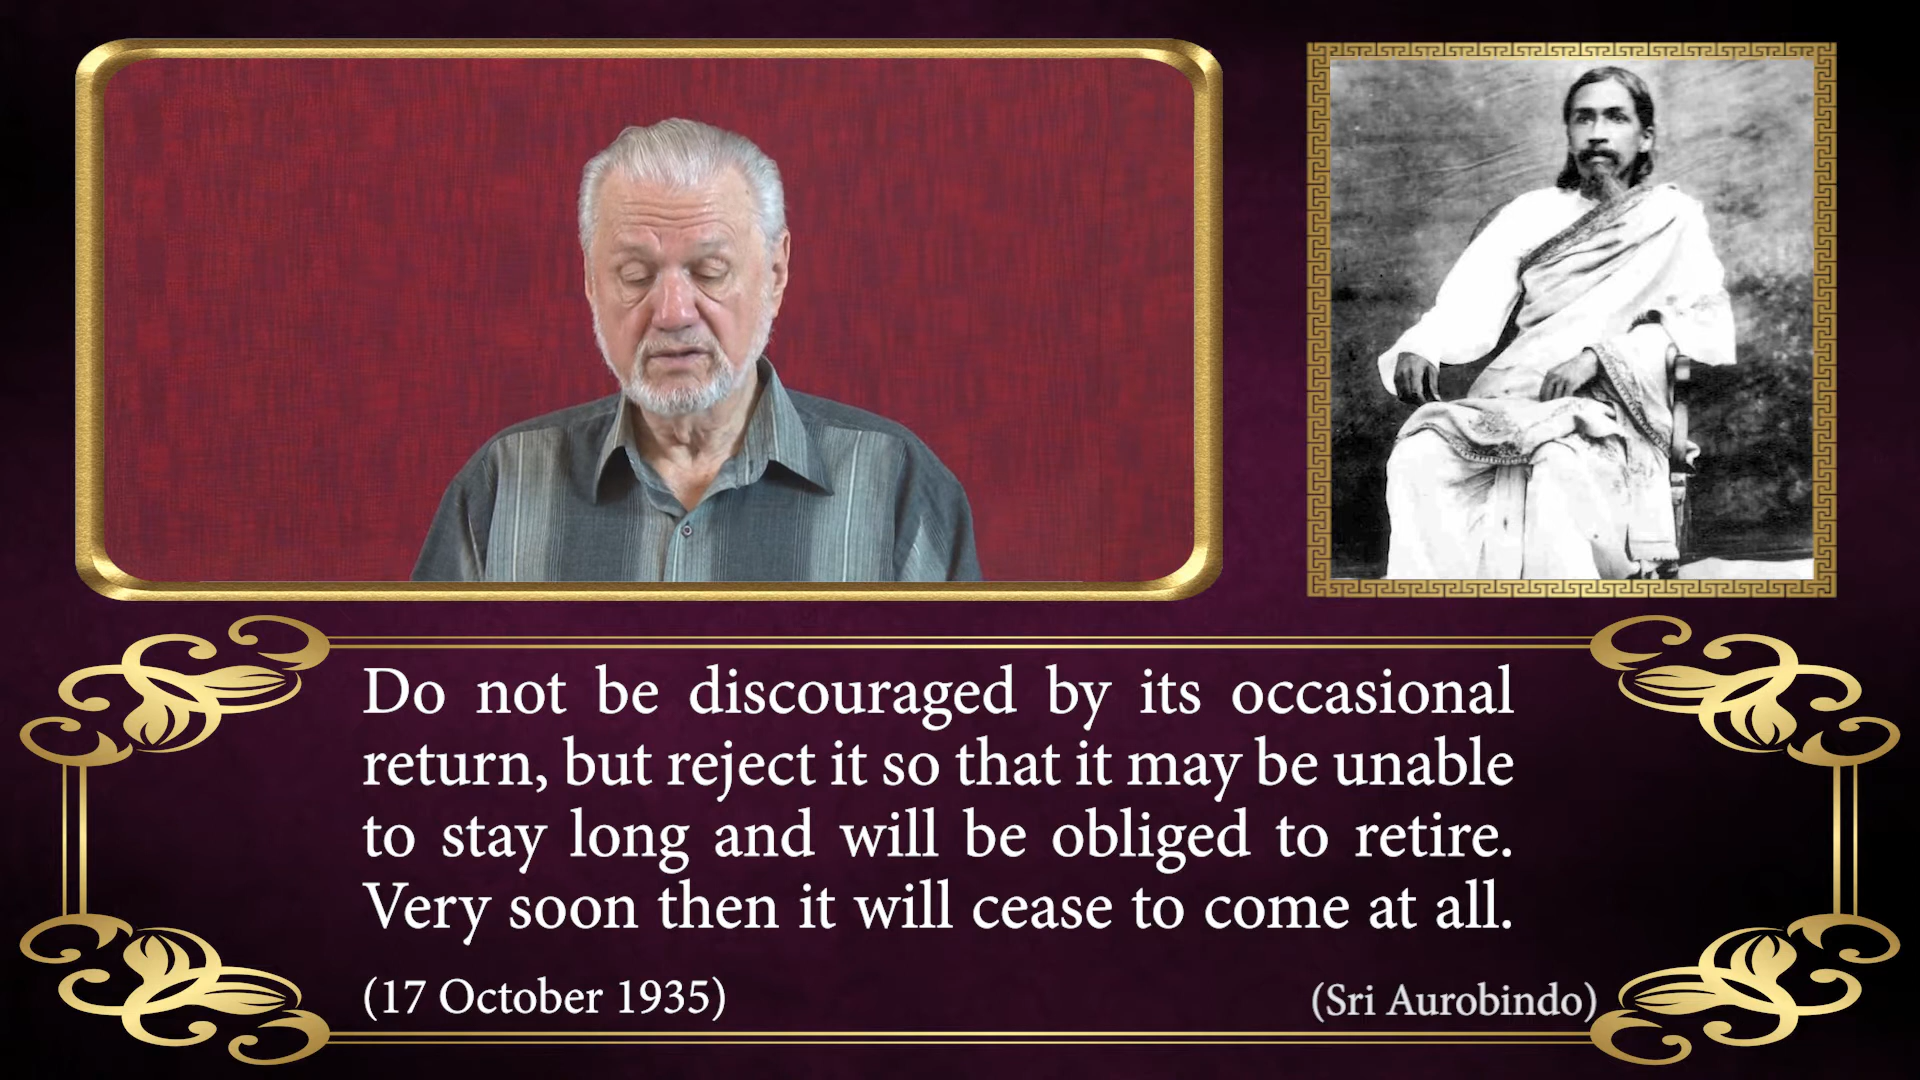 Do not be discouraged by its occasional
return, but reject it so that it may be unable
to stay long and will be obliged to retire.
Very soon then it will cease to come at all.
(17 October 1935) (Sri Aurobindo)